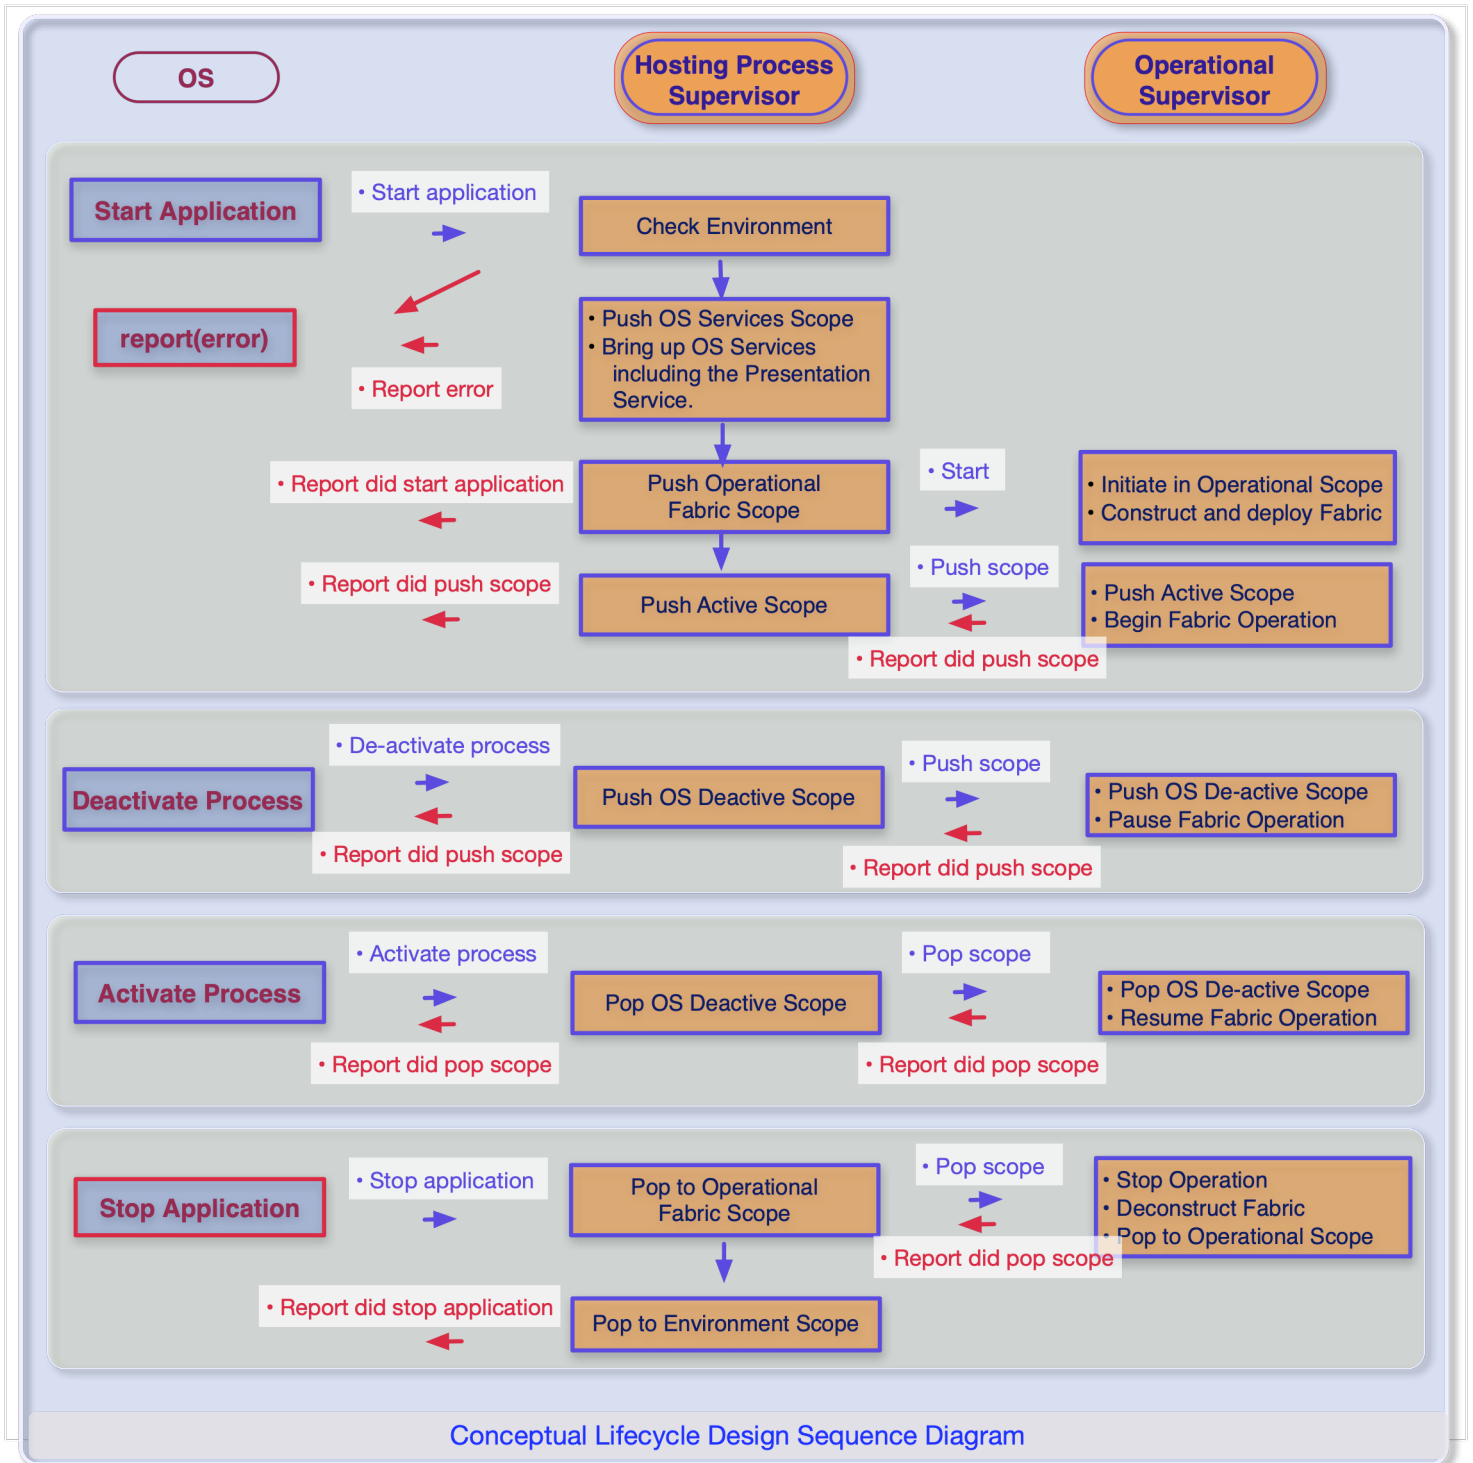 OS
Hosting Process
Supervisor
Operational
Supervisor
Start Application
• Start application
Check Environment
report(error)
• Report error
• Push OS Services Scope
• Bring up OS Services
including the Presentation
Service.
• Report did start application
Push Operational
Fabric Scope
• Start
• Initiate in Operational Scope
• Construct and deploy Fabric
• Report did push scope
Push Active Scope
• Push scope
• Report did push scope
• Push Active Scope
• Begin Fabric Operation
Deactivate Process
• De-activate process
• Report did push scope
Push OS Deactive Scope
• Push scope
• Report did push scope
• Push OS De-active Scope
• Pause Fabric Operation
Activate Process
• Activate process
• Report did pop scope
Pop OS Deactive Scope
• Pop scope
• Report did pop scope
• Pop OS De-active Scope
• Resume Fabric Operation
Stop Application
• Stop application
Pop to Operational
Fabric Scope
• Pop scope
• Report did pop scope
• Stop Operation
• Deconstruct Fabric
• Pop to Operational Scope
• Report did stop application
Pop to Environment Scope
Conceptual Lifecycle Design Sequence Diagram